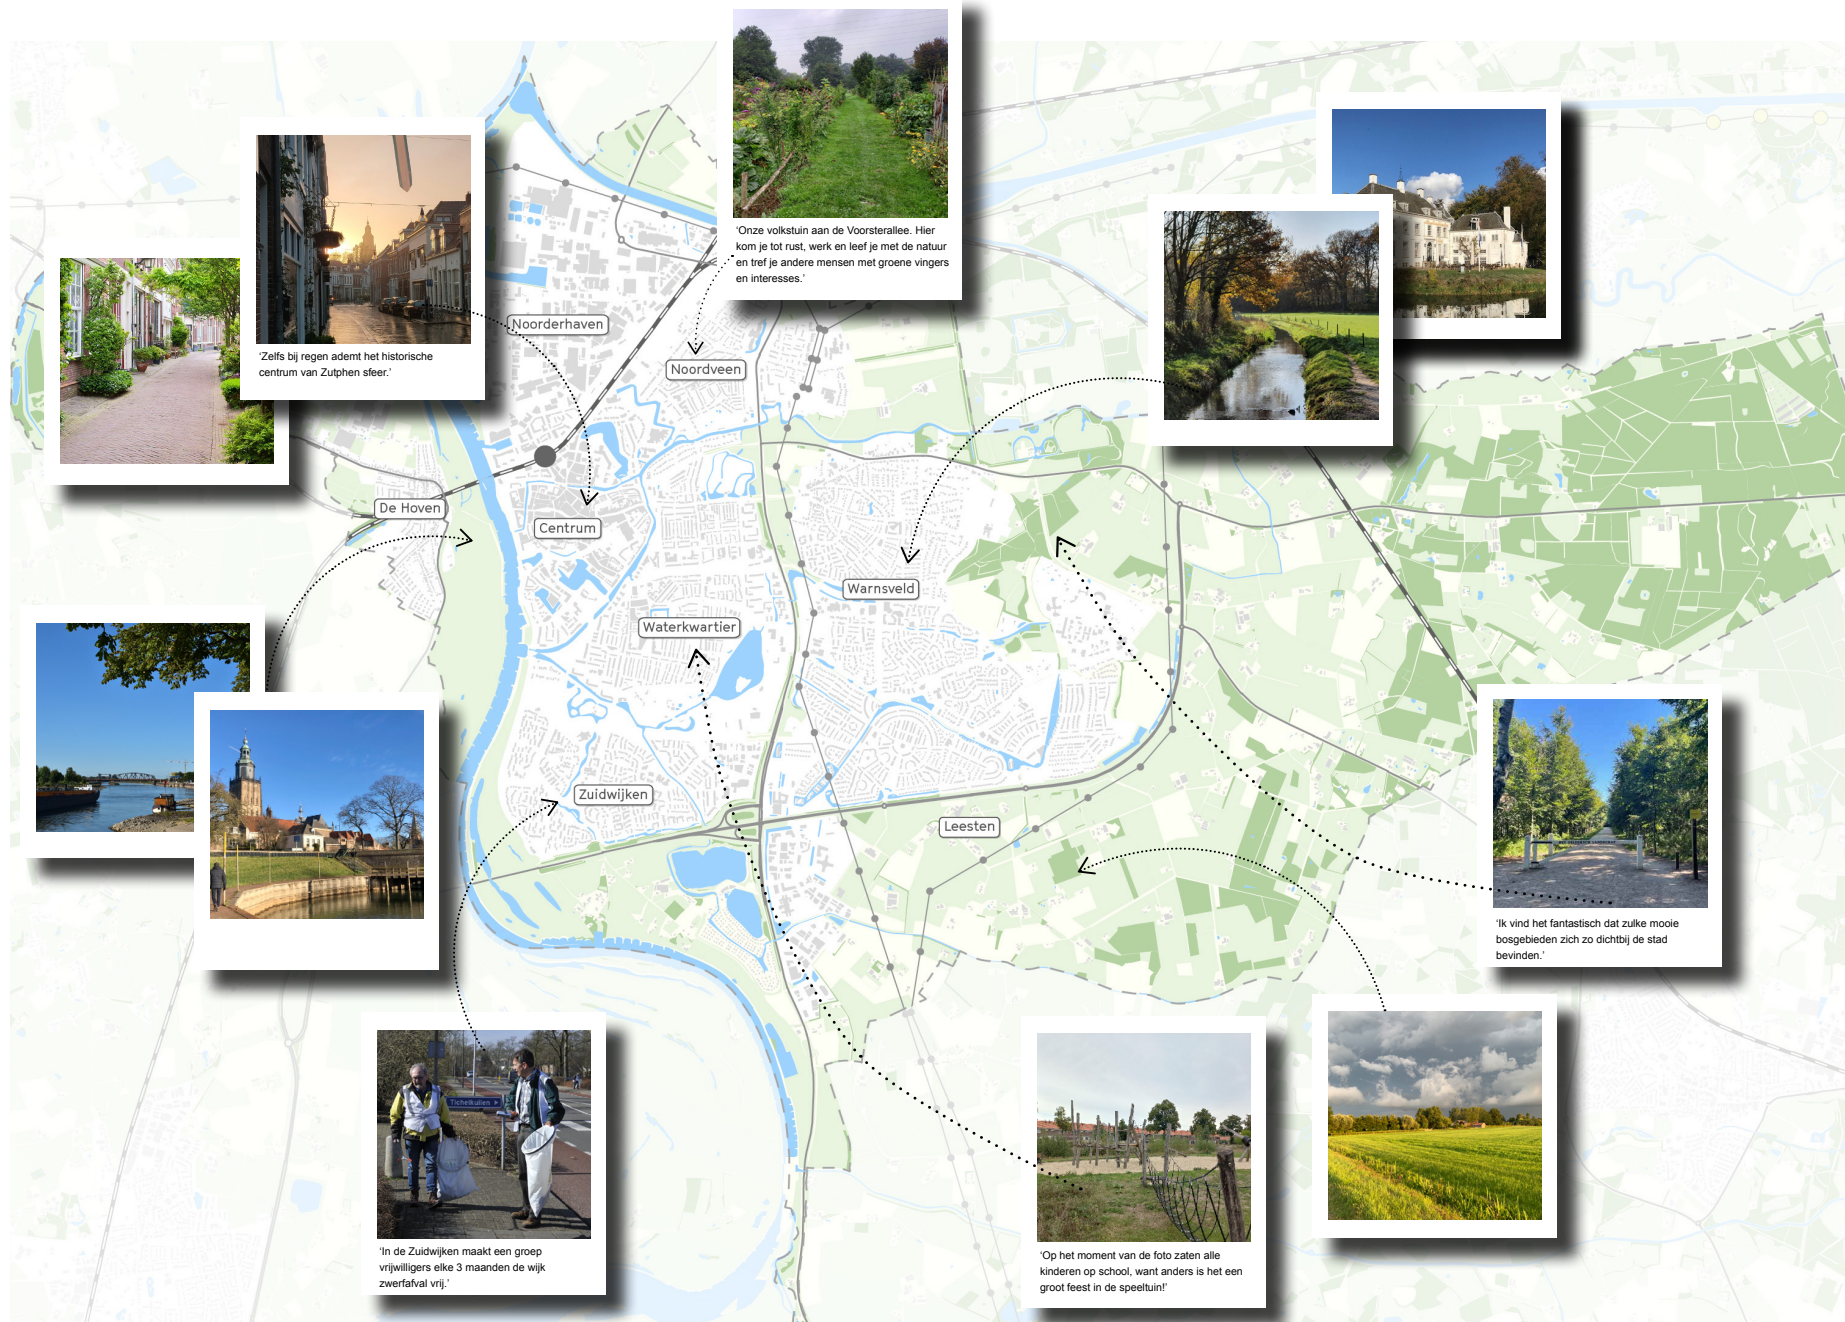 'Onze volkstuin aan de Voorsterallee. Hier
kom je tot rust, werk en leef je met de natuur
en tref je andere mensen met groene vingers
en interesses.'
'Zelfs bij regen ademt het historische
centrum van Zutphen sfeer.'
Noorderhaven
Noordveen
De Hoven
Centrum
Warnsveld
Waterkwartier
Zuidwijken
Leesten
'Ik vind het fantastisch dat zulke mooie
bosgebieden zich zo dichtbij de stad
bevinden.'
Tichelkuilen
'In de Zuidwijken maakt een groep
vrijwilligers elke 3 maanden de wijk
zwerfafval vrij.'
'Op het moment van de foto zaten alle
kinderen op school, want anders is het een
groot feest in de speeltuin!'